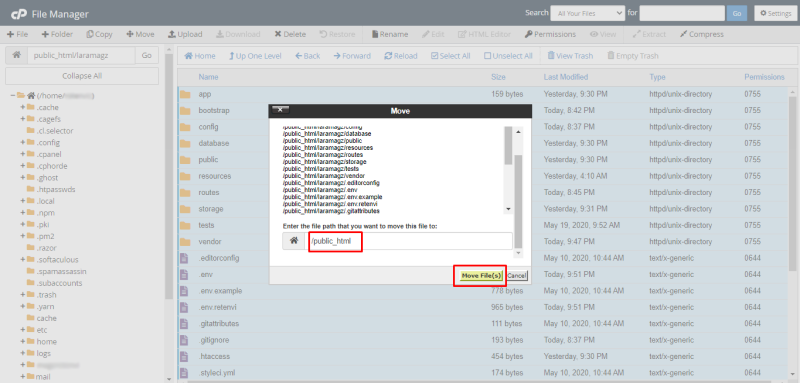 cP File Manager Search All Your Files for Go Settings
+ File + Folder Copy Move Upload Download Delete Restore Rename Edit HTML Editor Permissions View Extract Compress
public_html/laramagz Go Home Up One Level Back Forward Reload Select All Unselect All View Trash Empty Trash
Collapse All
Name Size Last Modified Type Permissions
(/home
.cache
.cagefs
.cl.selector
.config
.cpanel
.cphorde
.ghost
.htpasswds
.local
.npm
.pki
.pm2
.razor
.softaculous
.spamassassin
.subaccounts
.trash
.yarn
cache
etc
home
logs
mail
app 159 bytes Yesterday, 9:30 PM httpd/unix-directory 0755
bootstrap Today, 8:42 PM httpd/unix-directory 0755
config Today, 8:37 PM httpd/unix-directory 0755
database Yesterday, 9:30 PM httpd/unix-directory 0755
public Yesterday, 9:30 PM httpd/unix-directory 0755
resources Yesterday, 4:10 AM httpd/unix-directory 0755
routes Today, 8:45 PM httpd/unix-directory 0755
storage Yesterday, 9:31 PM httpd/unix-directory 0755
tests May 19, 2020, 9:52 AM httpd/unix-directory 0755
vendor Today, 9:47 PM httpd/unix-directory 0755
.editorconfig May 10, 2020, 10:44 AM text/x-generic 0644
.env Today, 9:51 PM text/x-generic 0644
.env.example 778 bytes May 10, 2020, 10:44 AM text/x-generic 0644
.env.retenvi 965 bytes Today, 9:51 PM text/x-generic 0644
.gitattributes 111 bytes May 10, 2020, 10:44 AM text/x-generic 0644
.gitignore 193 bytes Today, 8:37 PM text/x-generic 0644
.htaccess 454 bytes Yesterday, 9:30 PM text/x-generic 0644
.styleci.yml 174 bytes May 10, 2020, 10:44 AM text/x-generic 0644
Move
/public_html/laramagz/config
/public_html/laramagz/database
/public_html/laramagz/public
/public_html/laramagz/resources
/public_html/laramagz/routes
/public_html/laramagz/storage
/public_html/laramagz/tests
/public_html/laramagz/vendor
/public_html/laramagz/.editorconfig
/public_html/laramagz/.env
/public_html/laramagz/.env.example
/public_html/laramagz/.env.retenvi
/public_html/laramagz/.gitattributes
Enter the file path that you want to move this file to:
/public_html
Move File(s) Cancel